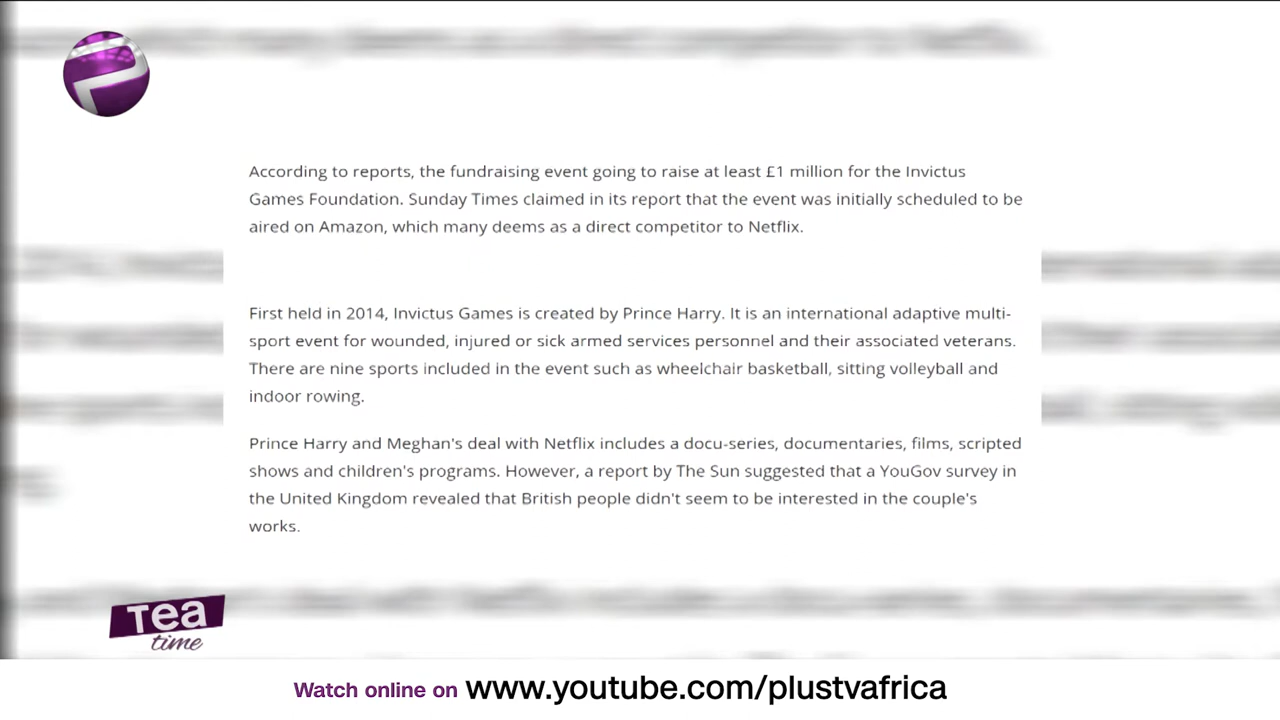 According to reports, the fundraising event going to raise at least £1 million for the Invictus
Games Foundation. Sunday Times claimed in its report that the event was initially scheduled to be
aired on Amazon, which many deems as a direct competitor to Netflix.
First held in 2014, Invictus Games is created by Prince Harry. It is an international adaptive multi-
sport event for wounded, injured or sick armed services personnel and their associated veterans.
There are nine sports included in the event such as wheelchair basketball, sitting volleyball and
indoor rowing.
Prince Harry and Meghan's deal with Netflix includes a docu-series, documentaries, films, scripted
shows and children's programs. However, a report by The Sun suggested that a YouGov survey in
the United Kingdom revealed that British people didn't seem to be interested in the couple's
works.
Tea
time
Watch online on www.youtube.com/plustvafrica